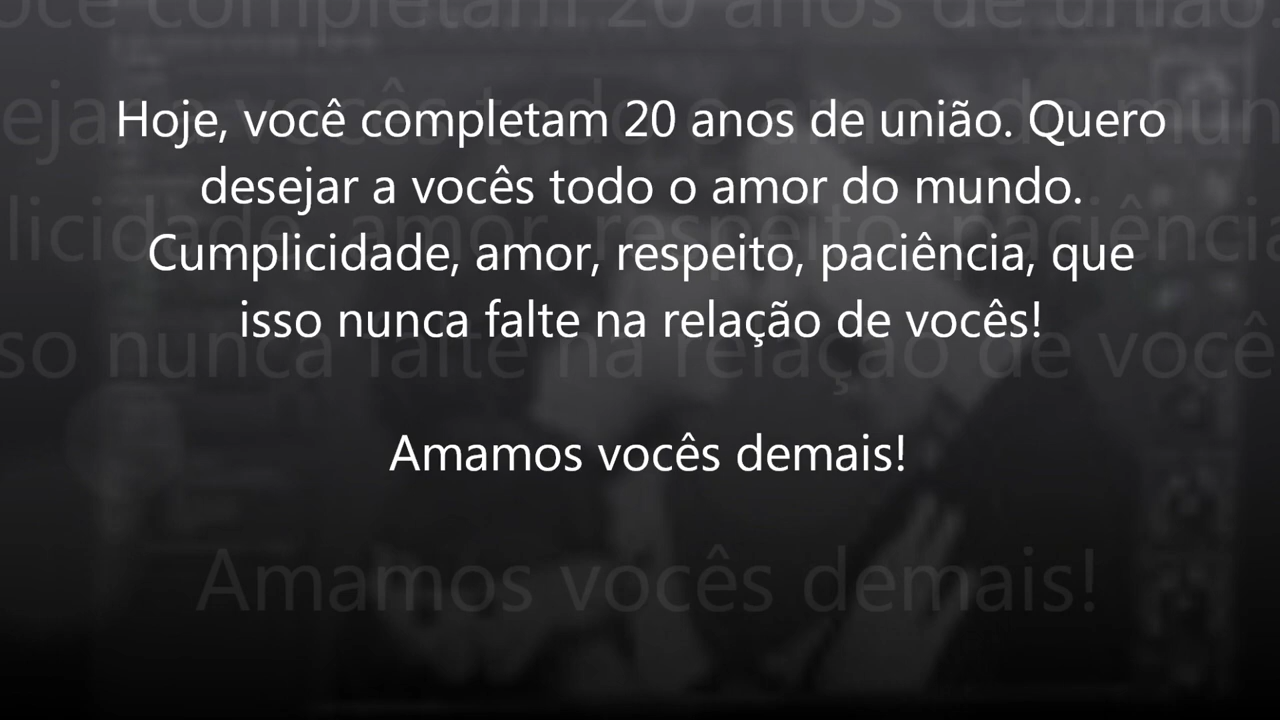 Hoje, você completam 20 anos de união. Quero
desejar a vocês todo o amor do mundo.
Cumplicidade, amor, respeito, paciência, que
isso nunca falte na relação de vocês!
Amamos vocês demais!